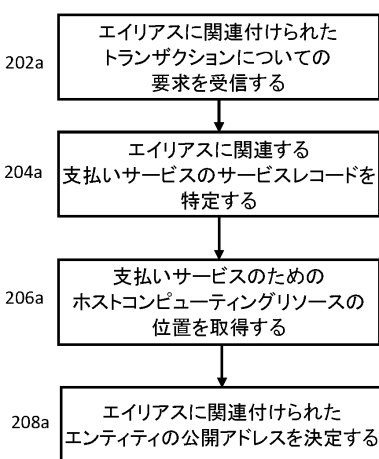 202a
エイリアスに関連付けられた
トランザクションについての
要求を受信する
204a
エイリアスに関連する
支払いサービスのサービスレコードを
特定する
206a
支払いサービスのための
ホストコンピューティングリソースの
位置を取得する
208a
エイリアスに関連付けられた
エンティティの公開アドレスを決定する